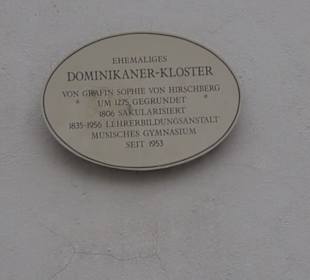 EHEMALIGES
DOMINIKANER-KLOSTER
VON GRÄFIN SOPHIE VON HIRSCHBERG
UM 1275 GEGRÜNDET
1806 SÄKULARISIERT
1835-1956 LEHRERBILDUNGSANSTALT
MUSISCHES GYMNASIUM
SEIT 1953